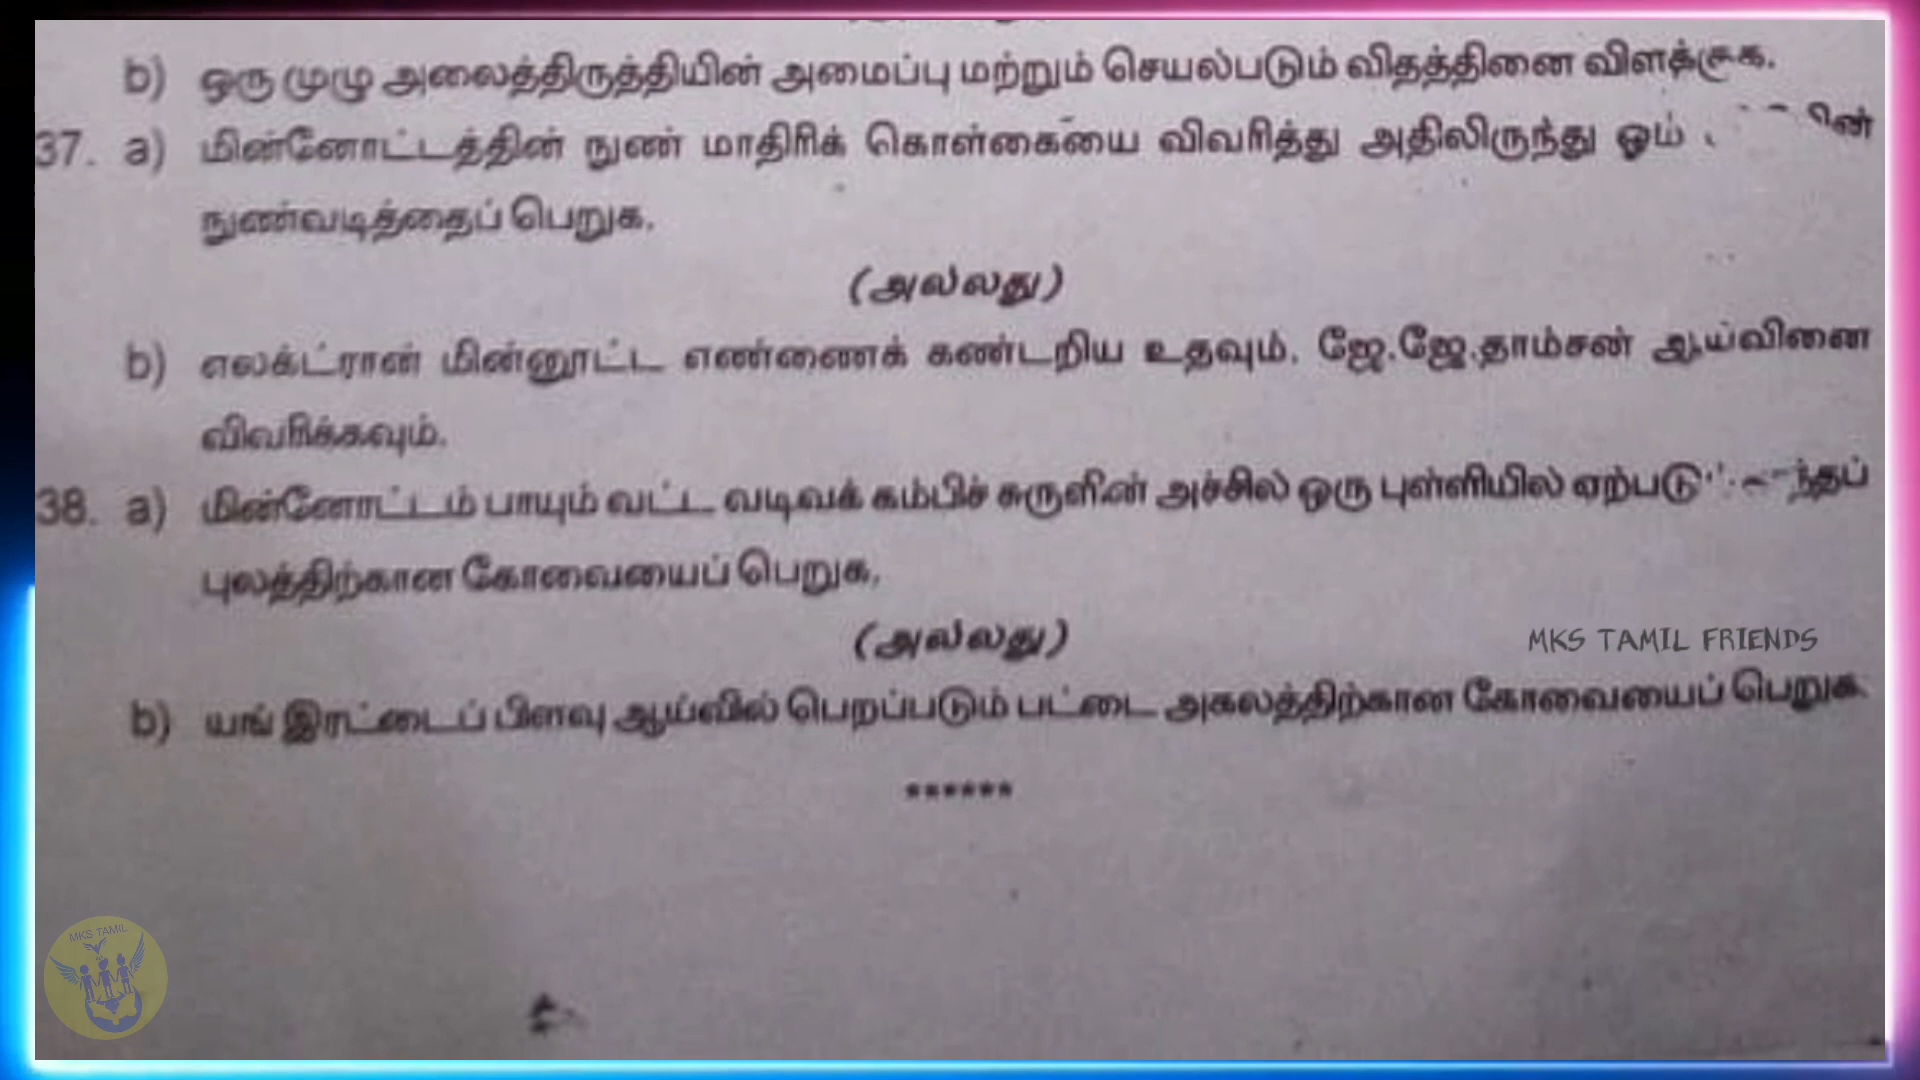 b) ஒரு முழு அலைத்திருத்தியின் அமைப்பு மற்றும் செயல்படும் விதத்தினை விளக்குக.
37. a) மின்னோட்டத்தின் நுண் மாதிரிக் கொள்கையை விவரித்து அதிலிருந்து ஓம்
நுண்வடித்தைப் பெறுக.
(அல்லது)
b) எலக்ட்ரான் மின்னூட்ட எண்ணைக் கண்டறிய உதவும். ஜே.ஜே.தாம்சன் ஆய்வினை
விவரிக்கவும்.
38. a) மின்னோட்டம் பாயும் வட்ட வடிவக் கம்பிச் சுருளின் அச்சில் ஒரு புள்ளியில்
புலத்திற்கான கோவையைப் பெறுக.
(அல்லது)
MKS TAMIL FRIENDS
b) யங் இரட்டைப் பிளவு ஆய்வில் பெறப்படும் பட்டை அகலத்திற்கான கோவையைப் பெறுக.
******
MKS TAMIL